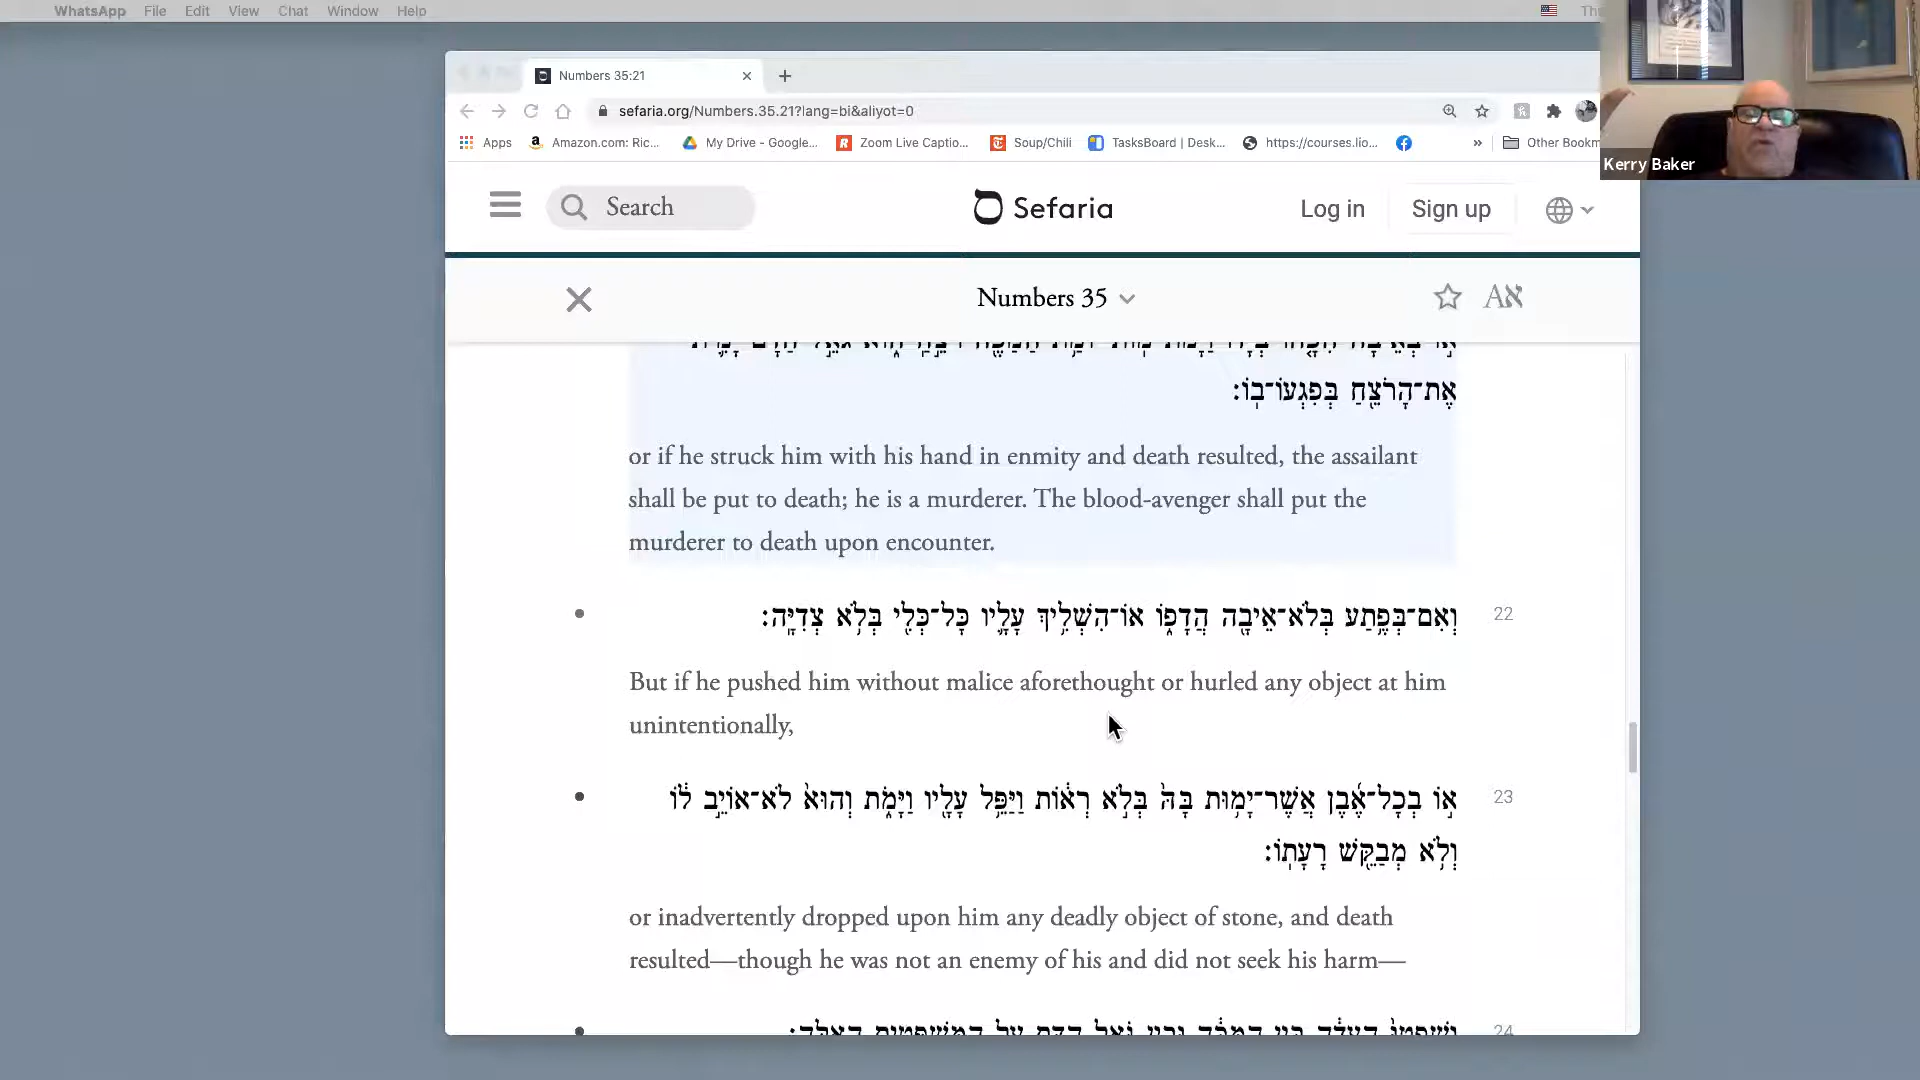 WhatsApp File Edit View Chat Window Help
Numbers 35:21
sefaria.org/Numbers.35.21?lang=bi&aliyot=0
Apps Amazon.com: Ric... My Drive - Google... Zoom Live Captio... Soup/Chili TasksBoard | Desk... https://courses.lio... » Other Bookm
Kerry Baker
Search Sefaria Log in Sign up
Numbers 35
אֶת־הָרֹצֵ֖חַ בְּפִגְעוֹ־בֽוֹ׃
or if he struck him with his hand in enmity and death resulted, the assailant
shall be put to death; he is a murderer. The blood-avenger shall put the
murderer to death upon encounter.
22
וְאִם־בְּפֶ֥תַע בְּלֹא־אֵיבָ֖ה הֲדָפ֑וֹ אוֹ־הִשְׁלִ֥יךְ עָלָ֛יו כׇּל־כְּלִ֖י בְּלֹ֥א צְדִיָּֽה׃
But if he pushed him without malice aforethought or hurled any object at him
unintentionally,
23
א֣וֹ בְכׇל־אֶ֜בֶן אֲשֶׁר־יָמ֥וּת בָּהּ֙ בְּלֹ֣א רְא֔וֹת וַיַּפֵּ֥ל עָלָ֖יו וַיָּמֹ֑ת וְהוּא֙ לֹא־אוֹיֵ֣ב ל֔וֹ
וְלֹ֥א מְבַקֵּ֖שׁ רָעָתֽוֹ׃
or inadvertently dropped upon him any deadly object of stone, and death
resulted—though he was not an enemy of his and did not seek his harm—
24